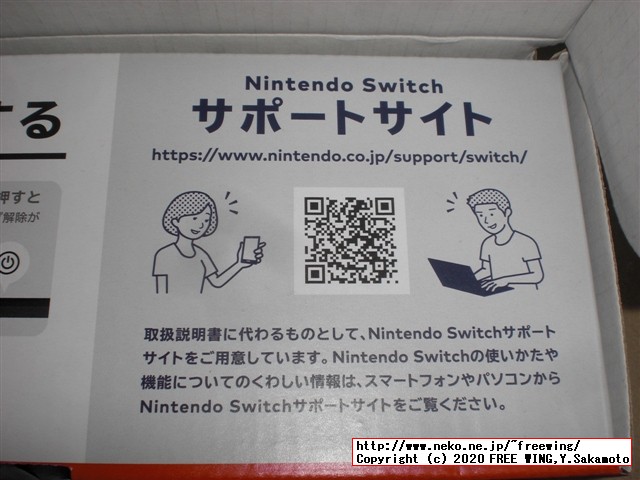 する
押すと
解除が
Nintendo Switch
サポートサイト
https://www.nintendo.co.jp/support/switch/
取扱説明書に代わるものとして、Nintendo Switchサポート
サイトをご用意しています。Nintendo Switchの使いかたや
機能についてのくわしい情報は、スマートフォンやパソコンから
Nintendo Switchサポートサイトをご覧ください。
http://www.neko.ne.jp/~freewing/
Copyright (c) 2020 FREE WING,Y.Sakamoto